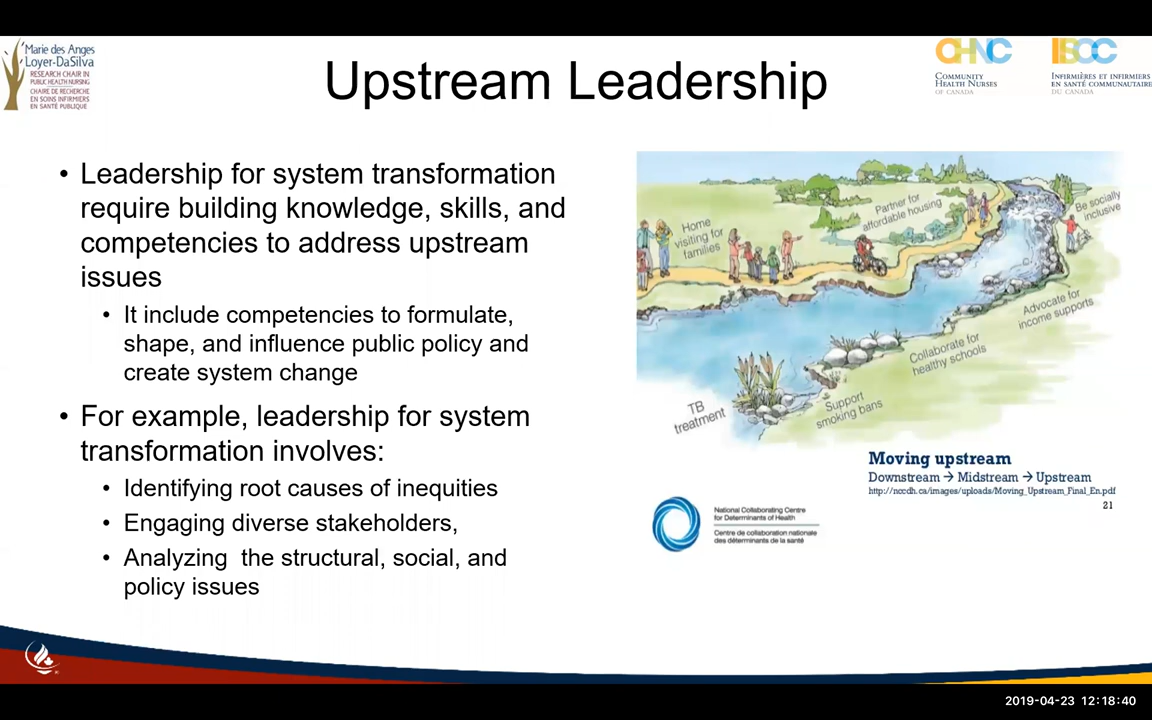 Marie des Anges
Loyer-DaSilva
RESEARCH CHAIR IN
PUBLIC HEALTH NURSING
CHAIRE DE RECHERCHE
EN SOINS INFIRMIERS
EN SANTÉ PUBLIQUE
Upstream Leadership
CHNC
COMMUNITY
HEALTH NURSES
OF CANADA
IISCC
INFIRMIÈRES ET INFIRMIERS
EN SANTÉ COMMUNAUTAIRE
DU CANADA
• Leadership for system transformation
require building knowledge, skills, and
competencies to address upstream
issues
• It include competencies to formulate,
shape, and influence public policy and
create system change
• For example, leadership for system
transformation involves:
• Identifying root causes of inequities
• Engaging diverse stakeholders,
• Analyzing  the structural, social, and
policy issues
Home
visiting for
families
Partner for
affordable housing
Be socially
inclusive
Advocate for
income supports
Collaborate for
healthy schools
Support
smoking bans
TB
treatment
Moving upstream
Downstream → Midstream → Upstream
http://nccdh.ca/images/uploads/Moving_Upstream_Final_En.pdf
21
National Collaborating Centre
for Determinants of Health
Centre de collaboration nationale
des déterminants de la santé
2019-04-23 12:18:40